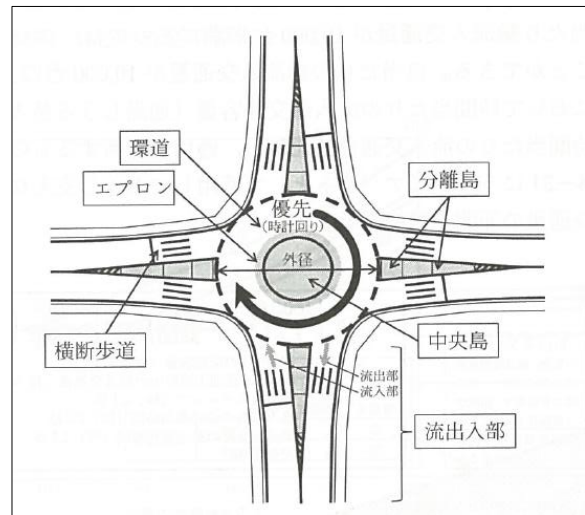 環道
エプロン
優先
(時計回り)
外径
分離島
横断歩道
中央島
流出部
流入部
流出入部